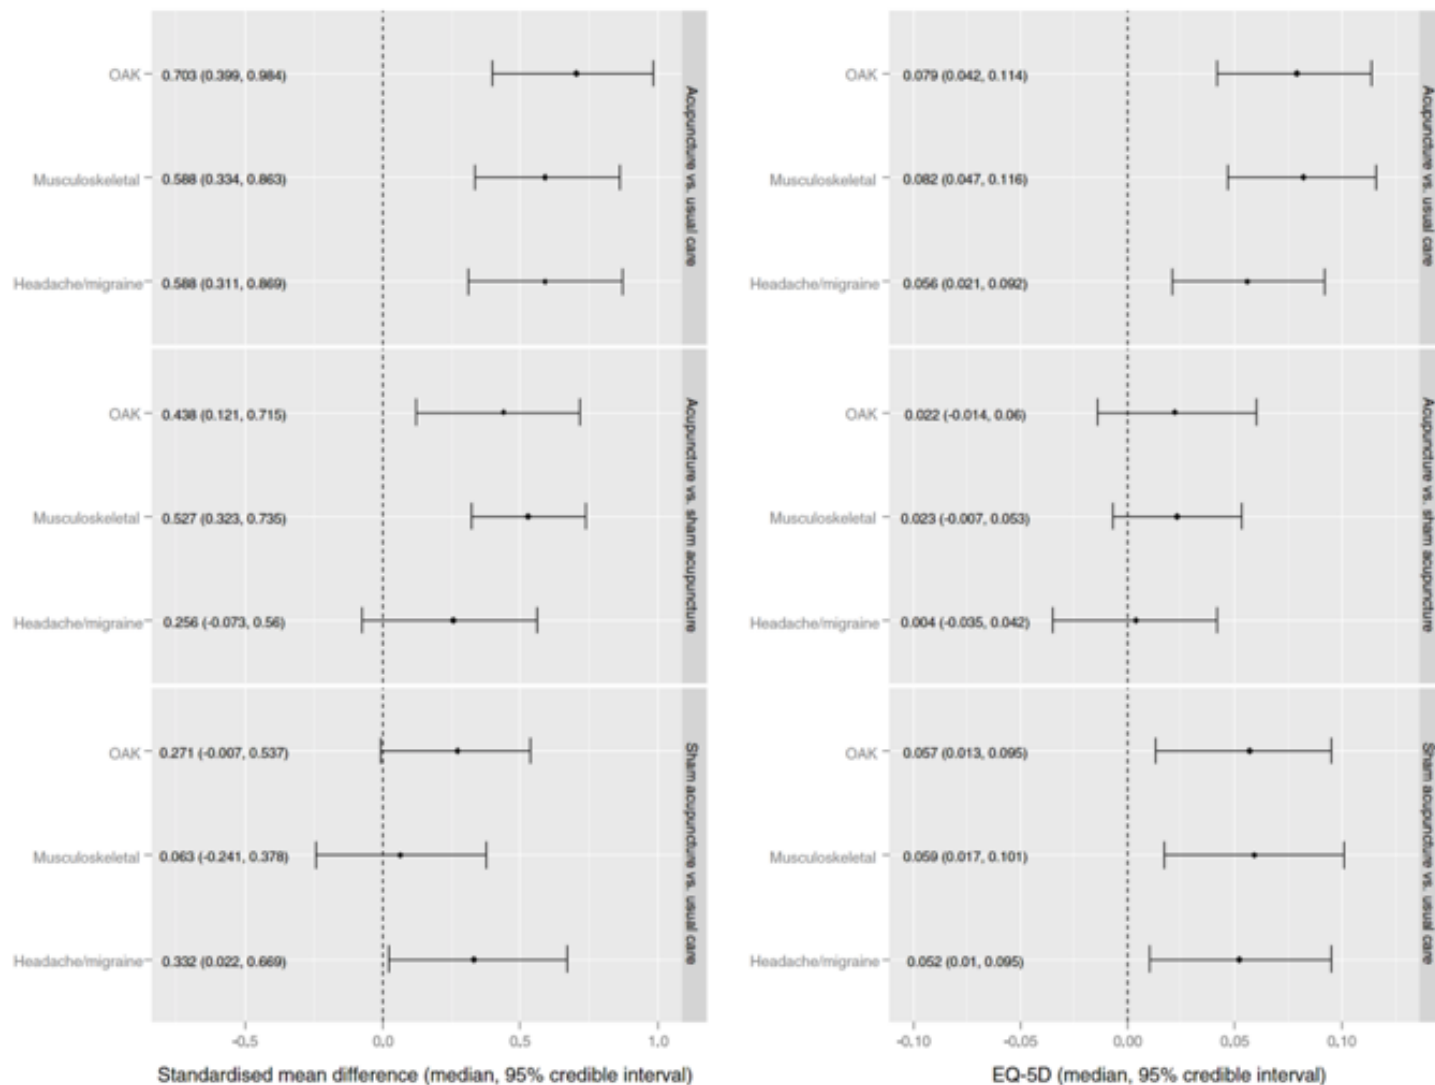 OAK 0.703 (0.399, 0.984)
Musculoskeletal 0.588 (0.334, 0.863)
Headache/migraine 0.588 (0.311, 0.869)
Acupuncture vs. usual care
OAK 0.438 (0.121, 0.715)
Musculoskeletal 0.527 (0.323, 0.735)
Headache/migraine 0.256 (-0.073, 0.56)
Acupuncture vs. sham acupuncture
OAK 0.271 (-0.007, 0.537)
Musculoskeletal 0.063 (-0.241, 0.378)
Headache/migraine 0.332 (0.022, 0.669)
Sham acupuncture vs. usual care
-0.5 0.0 0.5 1.0
Standardised mean difference (median, 95% credible interval)
OAK 0.079 (0.042, 0.114)
Musculoskeletal 0.082 (0.047, 0.116)
Headache/migraine 0.056 (0.021, 0.092)
Acupuncture vs. usual care
OAK 0.022 (-0.014, 0.06)
Musculoskeletal 0.023 (-0.007, 0.053)
Headache/migraine 0.004 (-0.035, 0.042)
Acupuncture vs. sham acupuncture
OAK 0.057 (0.013, 0.095)
Musculoskeletal 0.059 (0.017, 0.101)
Headache/migraine 0.052 (0.01, 0.095)
Sham acupuncture vs. usual care
-0.10 -0.05 0.00 0.05 0.10
EQ-5D (median, 95% credible interval)